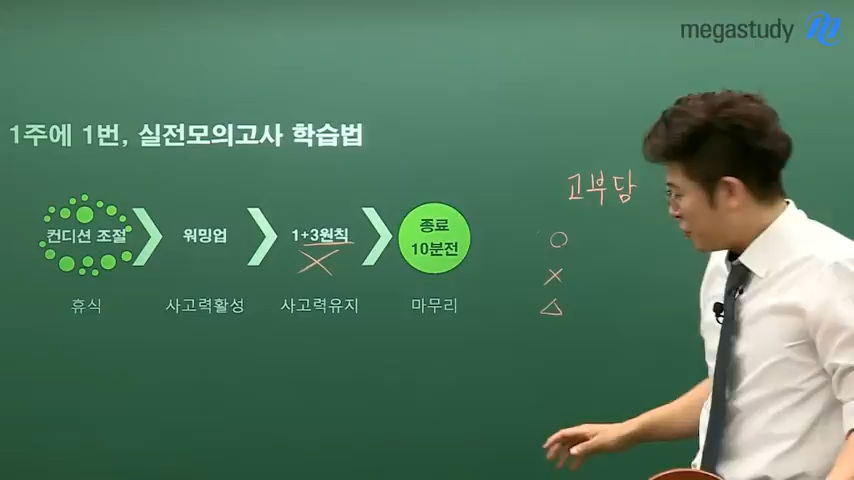 megastudy
1주에 1번, 실전모의고사 학습법
고부담
컨디션 조절
워밍업
1+3원칙
종료
10분전
휴식
사고력활성
사고력유지
마무리